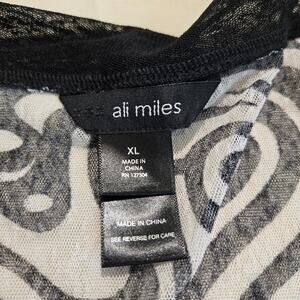 ali miles
XL
MADE IN
CHINA
RN 127304
MADE IN CHINA
SEE REVERSE FOR CARE